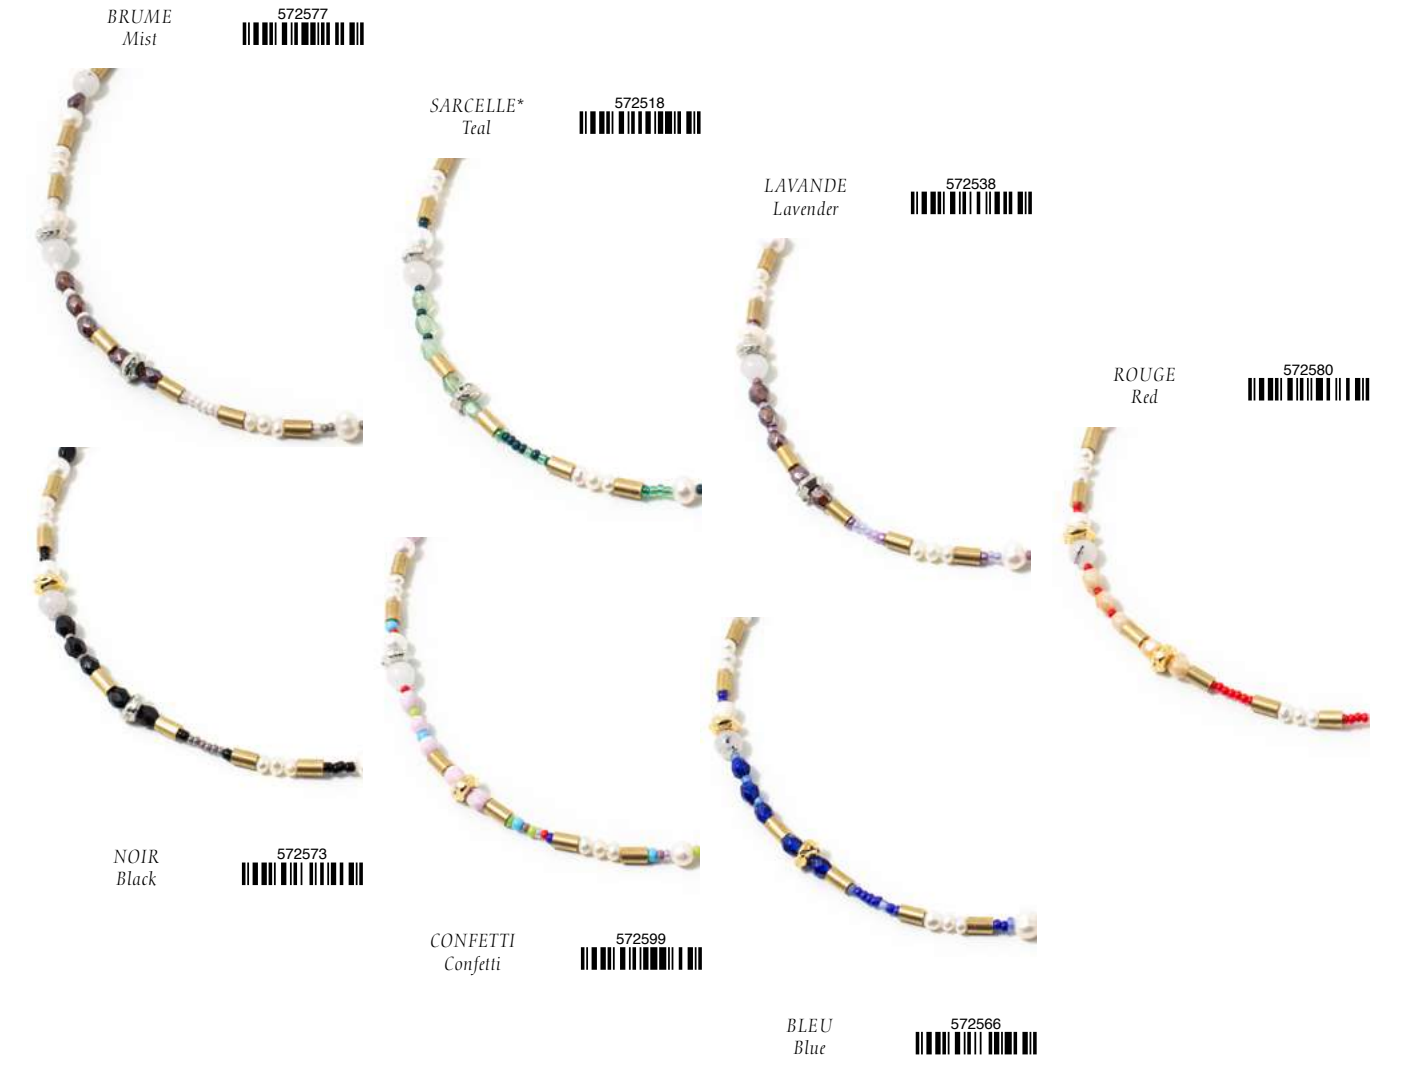 BRUME
Mist
572577
SARCELLE*
Teal
572518
LAVANDE
Lavender
572538
ROUGE
Red
572580
NOIR
Black
572573
CONFETTI
Confetti
572599
BLEU
Blue
572566